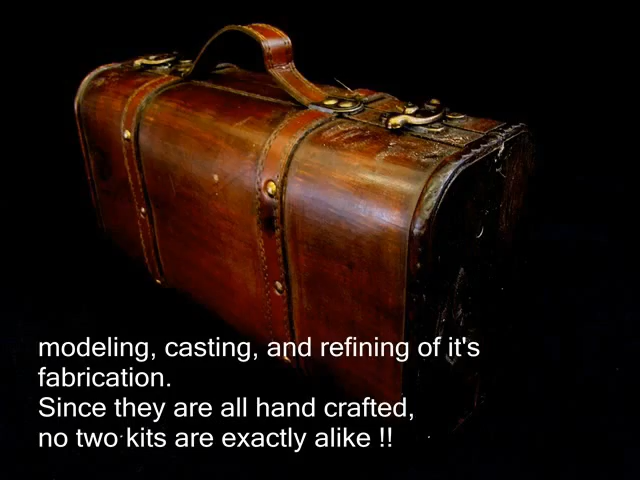 modeling, casting, and refining of it's
fabrication.
Since they are all hand crafted,
no two kits are exactly alike !!